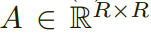 A ∈ ℝ^{R×R}